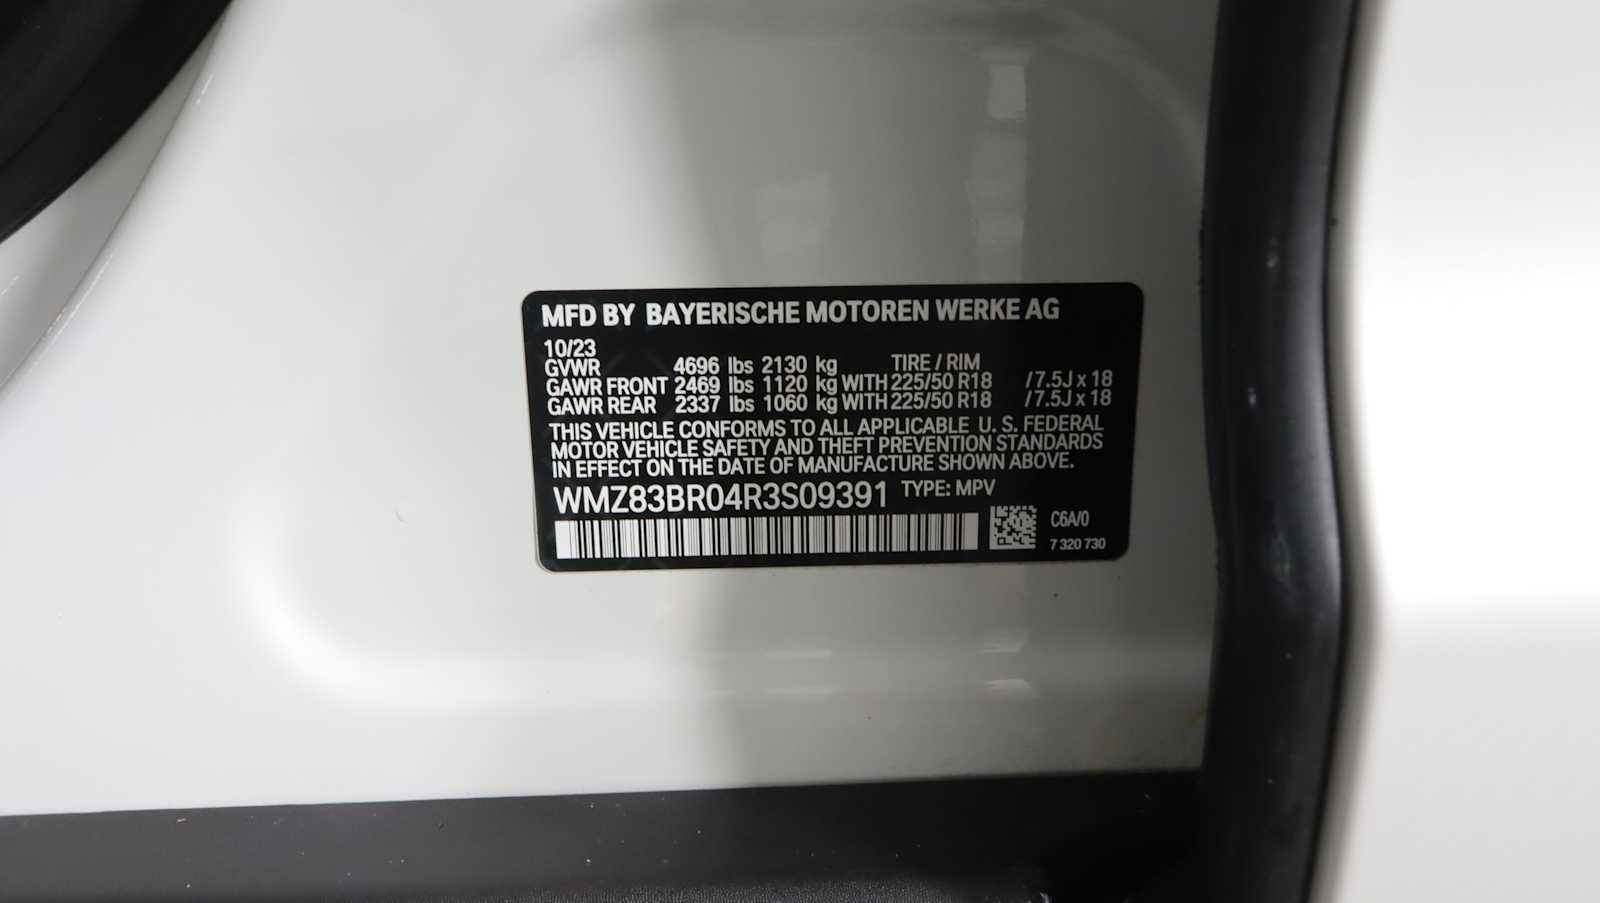 MFD BY BAYERISCHE MOTOREN WERKE AG
10/23
GVWR 4696 lbs 2130 kg TIRE / RIM
GAWR FRONT 2469 lbs 1120 kg WITH 225/50 R18 / 7.5J x 18
GAWR REAR 2337 lbs 1060 kg WITH 225/50 R18 / 7.5J x 18
THIS VEHICLE CONFORMS TO ALL APPLICABLE U. S. FEDERAL
MOTOR VEHICLE SAFETY AND THEFT PREVENTION STANDARDS
IN EFFECT ON THE DATE OF MANUFACTURE SHOWN ABOVE.
WMZ83BR04R3S09391 TYPE: MPV
C6A/0
7 320 730